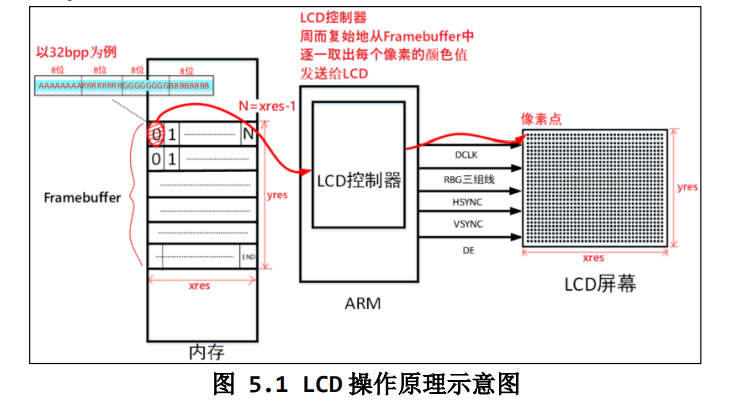 LCD控制器
周而复始地从Framebuffer中
逐一取出每个像素的颜色值
发送给LCD
以32bpp为例
8位 8位 8位 8位
AAAAAAAARRRRRRRRGGGGGGGGBBBBBBBB
N=xres-1
0 1 N
0 1
Framebuffer
yres
END
xres
内存
LCD控制器
ARM
DCLK
RBG三组线
HSYNC
VSYNC
DE
像素点
yres
xres
LCD屏幕
图 5.1 LCD 操作原理示意图